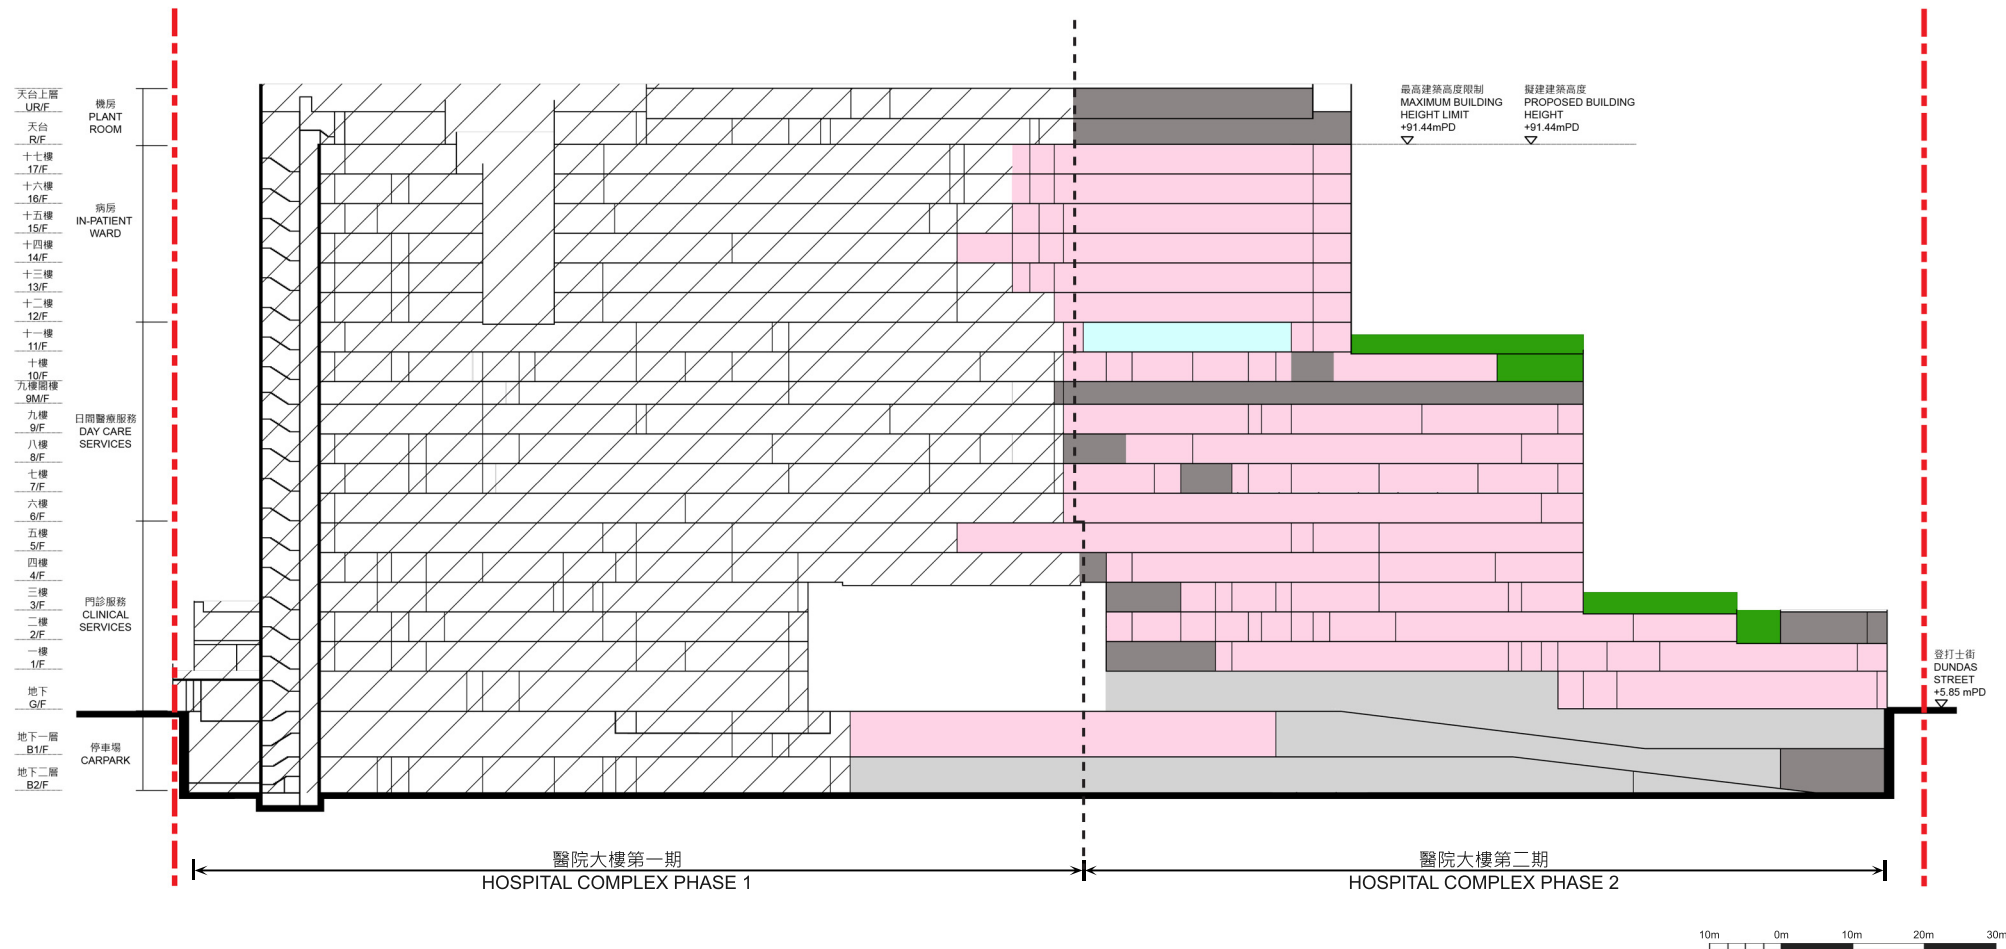 天台上層
UR/F
天台
R/F
十七樓
17/F
十六樓
16/F
十五樓
15/F
十四樓
14/F
十三樓
13/F
十二樓
12/F
十一樓
11/F
十樓
10/F
九樓閣樓
9M/F
九樓
9/F
八樓
8/F
七樓
7/F
六樓
6/F
五樓
5/F
四樓
4/F
三樓
3/F
二樓
2/F
一樓
1/F
地下
G/F
地下一層
B1/F
地下二層
B2/F
機房
PLANT
ROOM
病房
IN-PATIENT
WARD
日間醫療服務
DAY CARE
SERVICES
門診服務
CLINICAL
SERVICES
停車場
CARPARK
最高建築高度限制
MAXIMUM BUILDING
HEIGHT LIMIT
+91.44mPD
擬建建築高度
PROPOSED BUILDING
HEIGHT
+91.44mPD
登打士街
DUNDAS
STREET
+5.85 mPD
醫院大樓第一期
HOSPITAL COMPLEX PHASE 1
醫院大樓第二期
HOSPITAL COMPLEX PHASE 2
10m 0m 10m 20m 30m